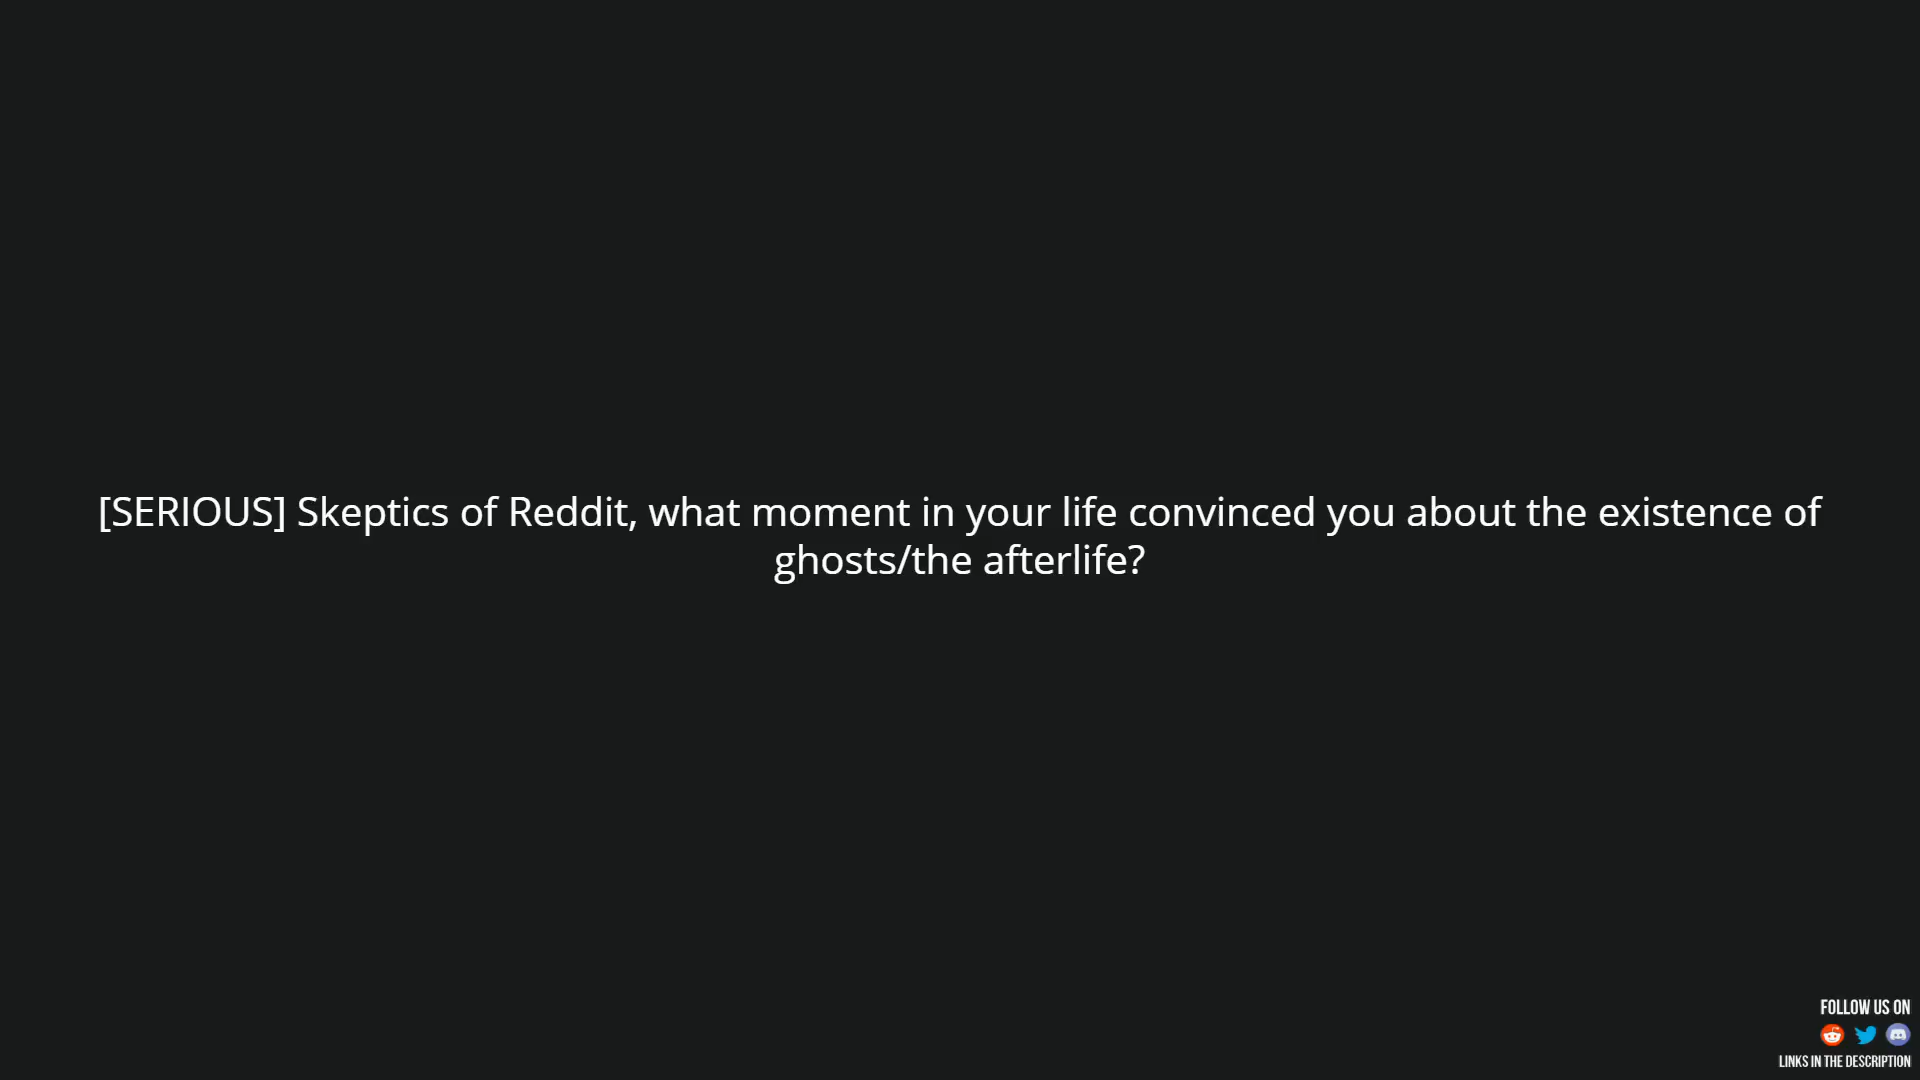 [SERIOUS] Skeptics of Reddit, what moment in your life convinced you about the existence of
ghosts/the afterlife?
FOLLOW US ON
LINKS IN THE DESCRIPTION